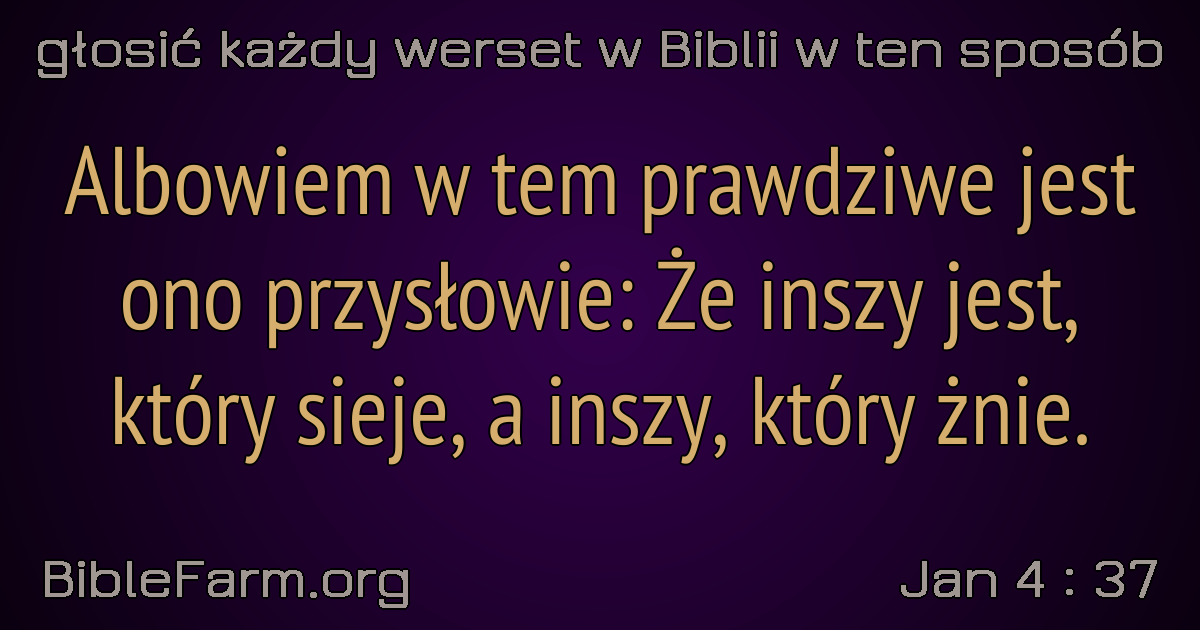 głosić każdy werset w Biblii w ten sposób
Albowiem w tem prawdziwe jest
ono przysłowie: Że inszy jest,
który sieje, a inszy, który żnie.
BibleFarm.org
Jan 4 : 37